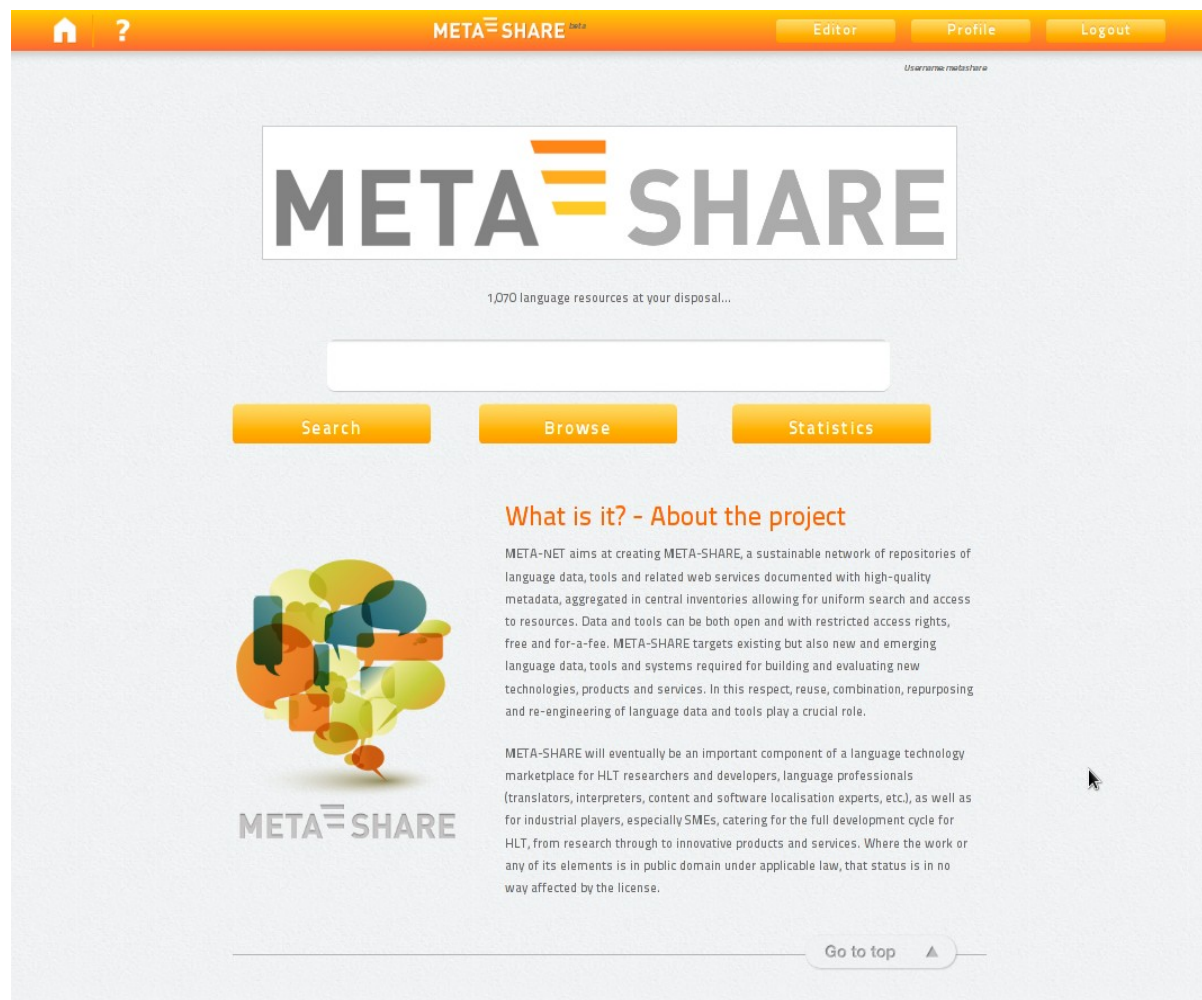 ?
META SHARE beta
Editor
Profile
Logout
Username: metashare
META SHARE
1,070 language resources at your disposal...
Search
Browse
Statistics
What is it? - About the project
META-NET aims at creating META-SHARE, a sustainable network of repositories of
language data, tools and related web services documented with high-quality
metadata, aggregated in central inventories allowing for uniform search and access
to resources. Data and tools can be both open and with restricted access rights,
free and for-a-fee. META-SHARE targets existing but also new and emerging
language data, tools and systems required for building and evaluating new
technologies, products and services. In this respect, reuse, combination, repurposing
and re-engineering of language data and tools play a crucial role.
META-SHARE will eventually be an important component of a language technology
marketplace for HLT researchers and developers, language professionals
(translators, interpreters, content and software localisation experts, etc.), as well as
for industrial players, especially SMEs, catering for the full development cycle for
HLT, from research through to innovative products and services. Where the work or
any of its elements is in public domain under applicable law, that status is in no
way affected by the license.
META SHARE
Go to top